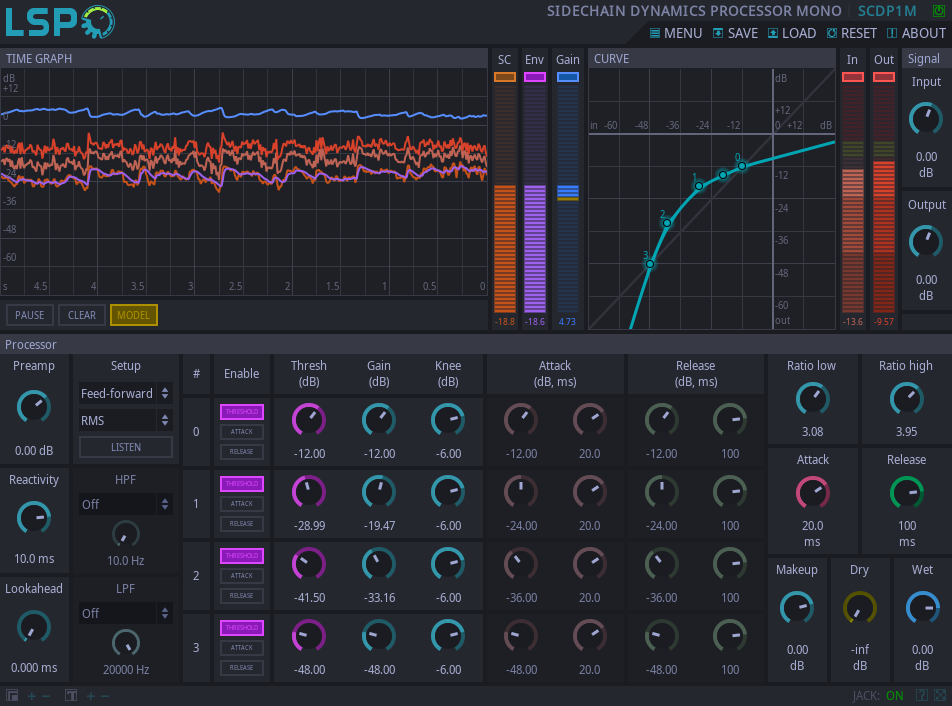 LSP
SIDECHAIN DYNAMICS PROCESSOR MONO SCDP1M
MENU SAVE LOAD RESET ABOUT
TIME GRAPH
dB
+12
0
-12
-24
-36
-48
-60
s 4.5 4 3.5 3 2.5 2 1.5 1 0.5 0
PAUSE CLEAR MODEL
SC Env Gain
-18.8 -18.6 4.73
CURVE
dB
+12
in -60 -48 -36 -24 -12 0 +12 dB
-12
-24
-36
-48
-60
out
0
1
2
3
In Out
-13.6 -9.57
Signal
Input
0.00
dB
Output
0.00
dB
Processor
Preamp
0.00 dB
Reactivity
10.0 ms
Lookahead
0.000 ms
Setup
Feed-forward
RMS
LISTEN
HPF
Off
10.0 Hz
LPF
Off
20000 Hz
# Enable Thresh (dB) Gain (dB) Knee (dB) Attack (dB, ms) Release (dB, ms)
0 THRESHOLD ATTACK RELEASE -12.00 -12.00 -6.00 -12.00 20.0 -12.00 100
1 THRESHOLD ATTACK RELEASE -28.99 -19.47 -6.00 -24.00 20.0 -24.00 100
2 THRESHOLD ATTACK RELEASE -41.50 -33.16 -6.00 -36.00 20.0 -36.00 100
3 THRESHOLD ATTACK RELEASE -48.00 -48.00 -6.00 -48.00 20.0 -48.00 100
Ratio low
3.08
Ratio high
3.95
Attack
20.0
ms
Release
100
ms
Makeup
0.00
dB
Dry
-inf
dB
Wet
0.00
dB
JACK: ON